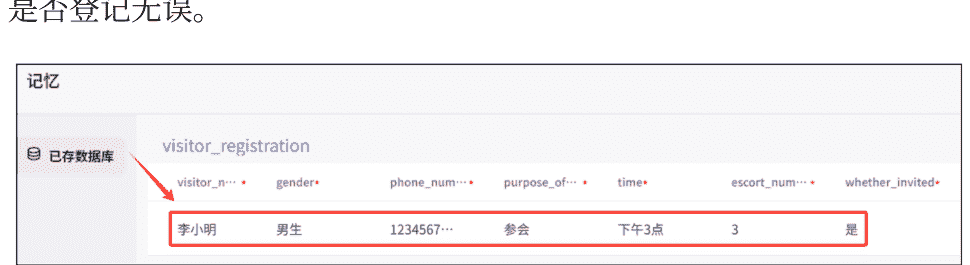 是否登记无误。
记忆
已存数据库
visitor_registration
visitor_n··· * gender* phone_num··· * purpose_of··· * time* escort_num··· * whether_invited*
李小明 男生 1234567··· 参会 下午3点 3 是